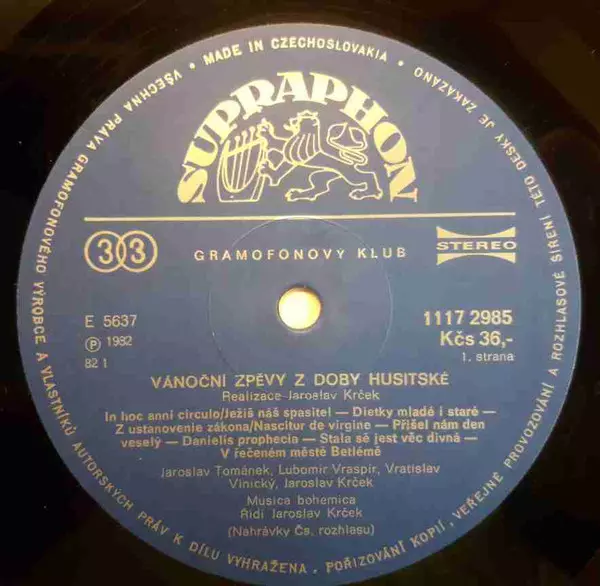 VŠECHNA PRÁVA GRAMOFONOVÉHO VÝROBCE A VLASTNÍKŮ AUTORSKÝCH PRÁV K DÍLU VYHRAŽENA. POŘIZOVÁNÍ KOPIÍ, VEŘEJNÉ PROVOZOVÁNÍ A ROZHLASOVÉ ŠÍŘENÍ TÉTO DESKY JE ZAKÁZÁNO • MADE IN CZECHOSLOVAKIA •
SUPRAPHON
33 GRAMOFONOVÝ KLUB STEREO
E 5637 1117 2985
Ⓟ 1982 Kčs 36,-
82 1 1. strana
VÁNOČNÍ ZPĚVY Z DOBY HUSITSKÉ
Realizace Jaroslav Krček
In hoc anni circulo/Ježíš náš spasitel — Dietky mladé i staré —
Z ustanovenie zákona/Nascitur de virgine — Přišel nám den
veselý — Danielis prophecia — Stala sě jest věc divná —
V řečeném městě Betlémě
Jaroslav Tománek, Lubomír Vraspír, Vratislav
Vinický, Jaroslav Krček
Musica bohemica
Řídí Jaroslav Krček
(Nahrávky Čs. rozhlasu)